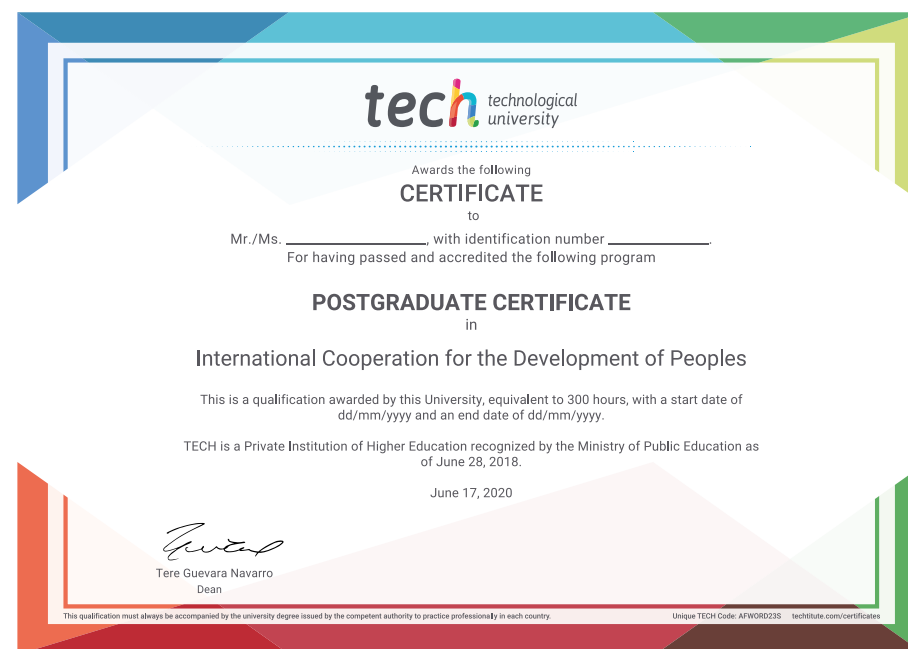 tech technological
university
Awards the following
CERTIFICATE
to
Mr./Ms. ____________, with identification number ____________.
For having passed and accredited the following program
POSTGRADUATE CERTIFICATE
in
International Cooperation for the Development of Peoples
This is a qualification awarded by this University, equivalent to 300 hours, with a start date of
dd/mm/yyyy and an end date of dd/mm/yyyy.
TECH is a Private Institution of Higher Education recognized by the Ministry of Public Education as
of June 28, 2018.
June 17, 2020
Tere Guevara Navarro
Dean
This qualification must always be accompanied by the university degree issued by the competent authority to practice professionally in each country.
Unique TECH Code: AFWORD23S techtitute.com/certificates